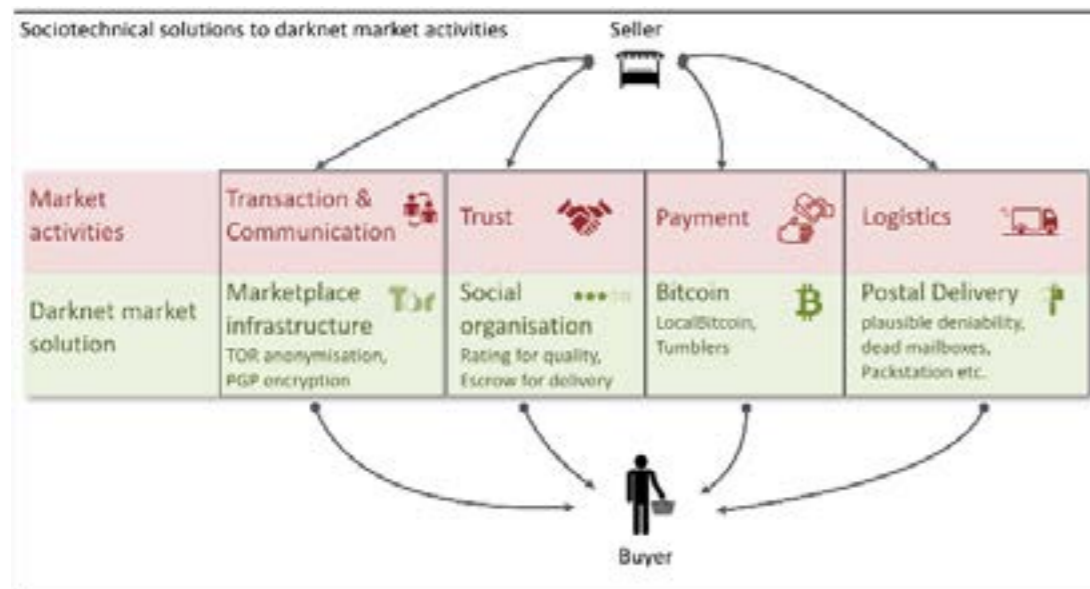 Sociotechnical solutions to darknet market activities
Seller
Market
activities
Transaction &
Communication
Trust
Payment
Logistics
Darknet market
solution
Marketplace
infrastructure
TOR anonymisation,
PGP encryption
Tor
Social
organisation
Rating for quality,
Escrow for delivery
Bitcoin
LocalBitcoin,
Tumblers
Postal Delivery
plausible deniability,
dead mailboxes,
Packstation etc.
Buyer